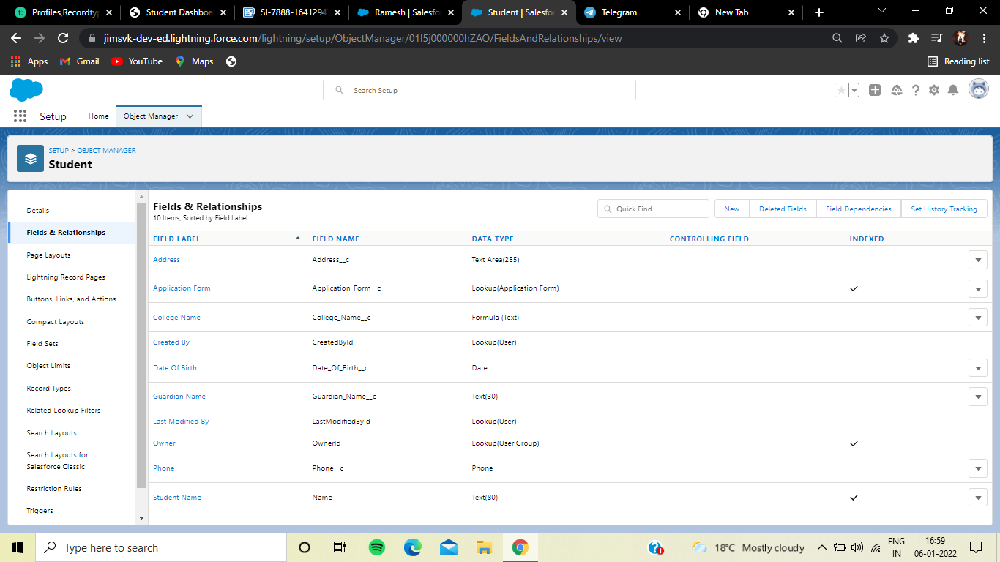 Profiles,Recordtyp
Student Dashboa
SI-7888-1641294
Ramesh | Salesfo
Student | Salesfor
Telegram
New Tab
jimsvk-dev-ed.lightning.force.com/lightning/setup/ObjectManager/01I5j000000hZAO/FieldsAndRelationships/view
Apps
Gmail
YouTube
Maps
Reading list
Search Setup
Setup
Home
Object Manager
SETUP > OBJECT MANAGER
Student
Details
Fields & Relationships
Page Layouts
Lightning Record Pages
Buttons, Links, and Actions
Compact Layouts
Field Sets
Object Limits
Record Types
Related Lookup Filters
Search Layouts
Search Layouts for
Salesforce Classic
Restriction Rules
Triggers
Fields & Relationships
10 Items, Sorted by Field Label
Quick Find
New
Deleted Fields
Field Dependencies
Set History Tracking
FIELD LABEL FIELD NAME DATA TYPE CONTROLLING FIELD INDEXED
Address Address__c Text Area(255)
Application Form Application_Form__c Lookup(Application Form)
College Name College_Name__c Formula (Text)
Created By CreatedById Lookup(User)
Date Of Birth Date_Of_Birth__c Date
Guardian Name Guardian_Name__c Text(30)
Last Modified By LastModifiedById Lookup(User)
Owner OwnerId Lookup(User,Group)
Phone Phone__c Phone
Student Name Name Text(80)
Type here to search
18°C Mostly cloudy
ENG
IN
16:59
06-01-2022